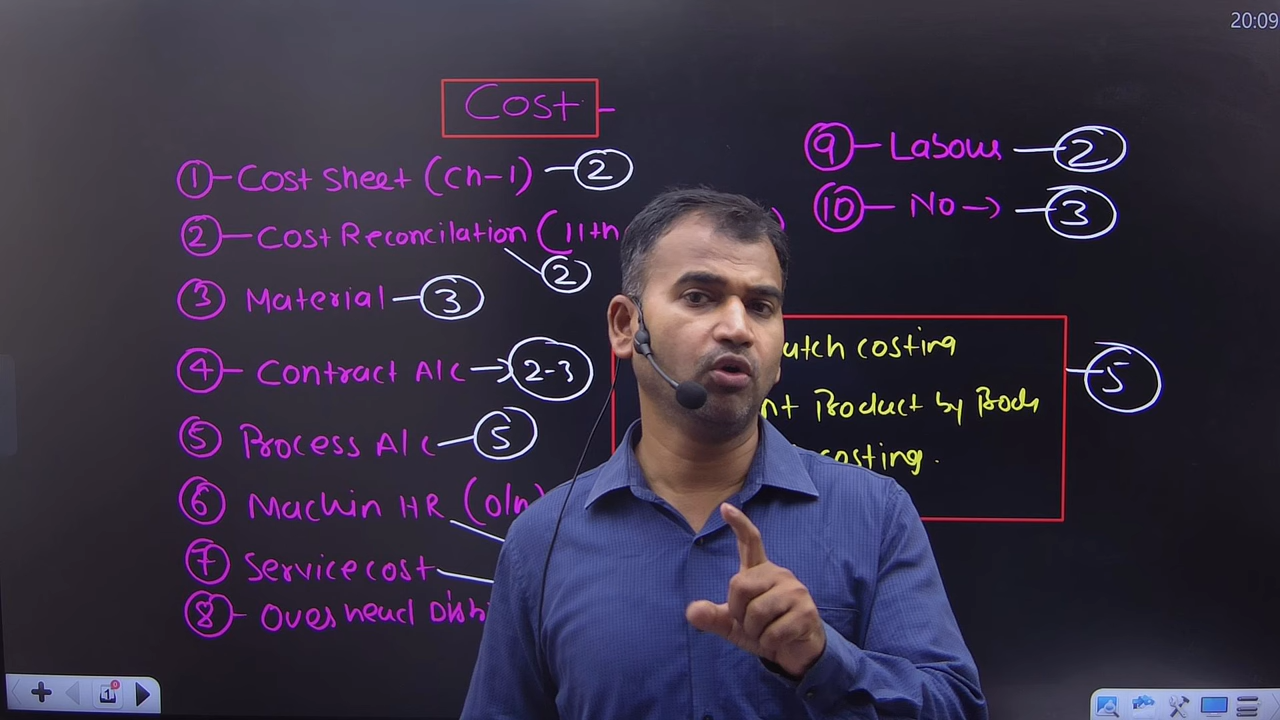 20:09
Cost
① Cost sheet (Ch-1) — ②
② Cost Reconcilation (11th )
②
③ Material — ③
④ Contract A/c → 2-3
⑤ Process A/c — ⑤
⑥ Machin HR (O/h)
⑦ Service cost
⑧ Overhead Dist
⑨ Labour — ②
⑩ No → ③
costing — ⑤
Product by Prod
costing.
1